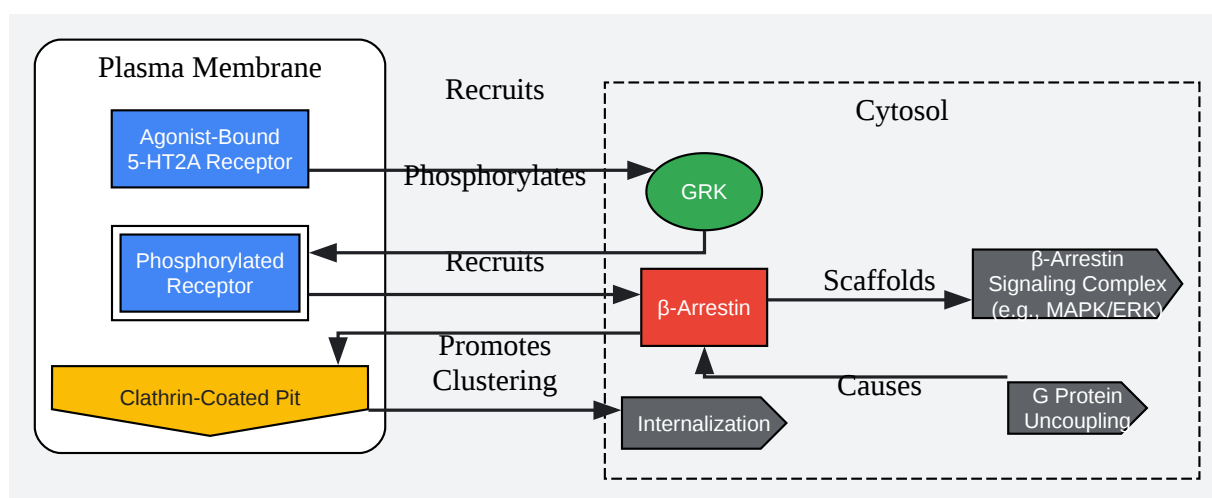 Plasma Membrane
Agonist-Bound
5-HT2A Receptor
Recruits
Cytosol
Phosphorylates
GRK
Phosphorylated
Receptor
Recruits
β-Arrestin
Scaffolds
β-Arrestin
Signaling Complex
(e.g., MAPK/ERK)
Promotes
Clustering
Clathrin-Coated Pit
Causes
G Protein
Uncoupling
Internalization